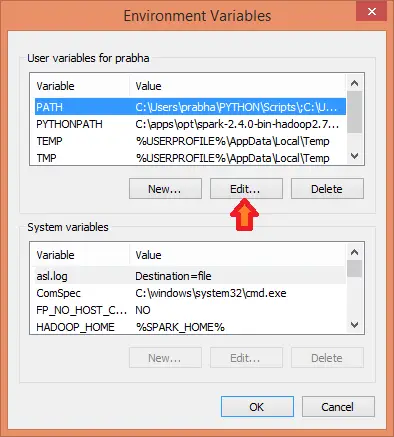 Environment Variables
User variables for prabha
Variable Value
PATH C:\Users\prabha\PYTHON\Scripts\;C:\U...
PYTHONPATH C:\apps\opt\spark-2.4.0-bin-hadoop2.7...
TEMP %USERPROFILE%\AppData\Local\Temp
TMP %USERPROFILE%\AppData\Local\Temp
New... Edit... Delete
System variables
Variable Value
asl.log Destination=file
ComSpec C:\windows\system32\cmd.exe
FP_NO_HOST_C... NO
HADOOP_HOME %SPARK_HOME%
New... Edit... Delete
OK Cancel